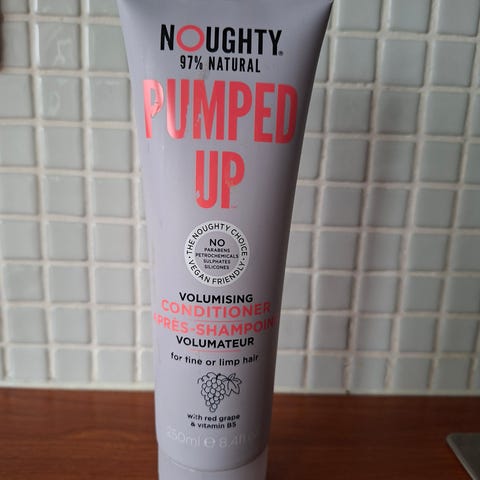 NOUGHTY®
97% NATURAL
PUMPED
UP
• THE NOUGHTY CHOICE •
VEGAN FRIENDLY
NO
PARABENS
PETROCHEMICALS
SULPHATES
SILICONES
VOLUMISING
CONDITIONER
APRÈS-SHAMPOIN
VOLUMATEUR
for fine or limp hair
with red grape
& vitamin B5
250ml e 8.4fl